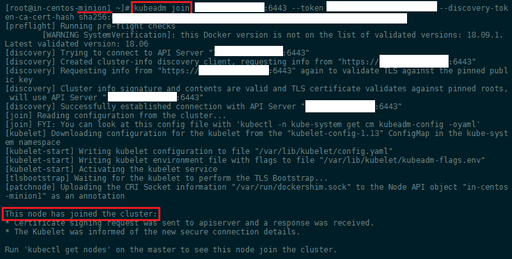 [root@in-centos-minion1 ~]# kubeadm join :6443 --token --discovery-tok
en-ca-cert-hash sha256:
[preflight] Running pre-flight checks
[WARNING SystemVerification]: this Docker version is not on the list of validated versions: 18.09.1.
Latest validated version: 18.06
[discovery] Trying to connect to API Server " :6443"
[discovery] Created cluster-info discovery client, requesting info from "https:// :6443"
[discovery] Requesting info from "https:// :6443" again to validate TLS against the pinned publ
ic key
[discovery] Cluster info signature and contents are valid and TLS certificate validates against pinned roots,
will use API Server " :6443"
[discovery] Successfully established connection with API Server " :6443"
[join] Reading configuration from the cluster...
[join] FYI: You can look at this config file with 'kubectl -n kube-system get cm kubeadm-config -oyaml'
[kubelet] Downloading configuration for the kubelet from the "kubelet-config-1.13" ConfigMap in the kube-syst
em namespace
[kubelet-start] Writing kubelet configuration to file "/var/lib/kubelet/config.yaml"
[kubelet-start] Writing kubelet environment file with flags to file "/var/lib/kubelet/kubeadm-flags.env"
[kubelet-start] Activating the kubelet service
[tlsbootstrap] Waiting for the kubelet to perform the TLS Bootstrap...
[patchnode] Uploading the CRI Socket information "/var/run/dockershim.sock" to the Node API object "in-centos
-minion1" as an annotation
This node has joined the cluster:
* Certificate signing request was sent to apiserver and a response was received.
* The Kubelet was informed of the new secure connection details.
Run 'kubectl get nodes' on the master to see this node join the cluster.